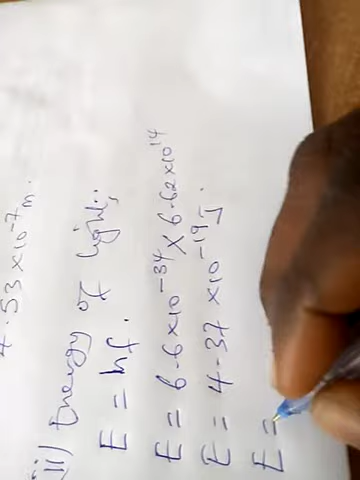 4.53 x 10⁻⁷ m.
(ii) Energy of light;
E = hf.
E = 6.6 x 10⁻³⁴ x 6.62 x 10¹⁴
E = 4.37 x 10⁻¹⁹ J.
E =